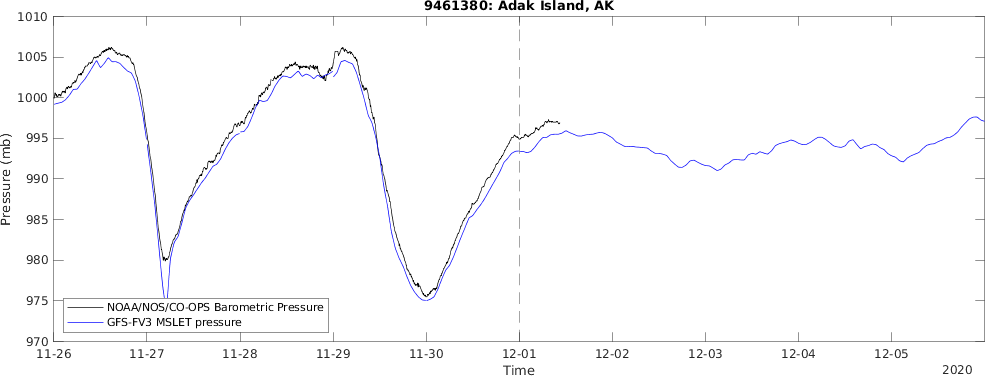 9461380: Adak Island, AK
1010
1005
1000
995
990
985
980
975
970
Pressure (mb)
NOAA/NOS/CO-OPS Barometric Pressure
GFS-FV3 MSLET pressure
11-26 11-27 11-28 11-29 11-30 12-01 12-02 12-03 12-04 12-05
Time
2020